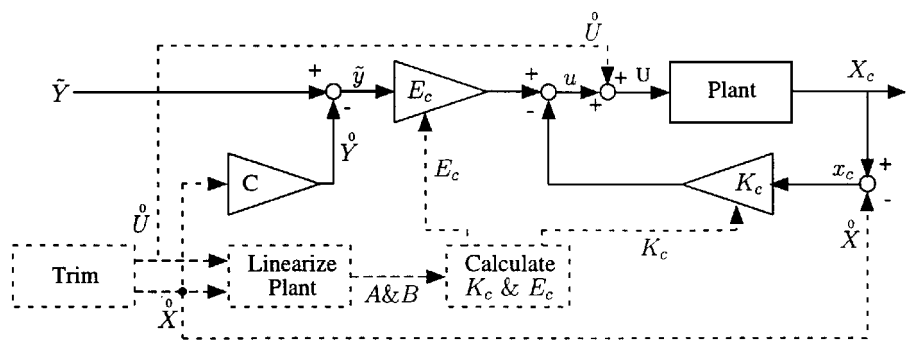 Ů
Ỹ
+
ỹ
-
E_c
+
u
-
+
+
U
Plant
X_c
Y̊
C
E_c
K_c
x_c
+
-
X̊
K_c
Ů
Trim
Linearize
Plant
A&B
Calculate
K_c & E_c
X̊